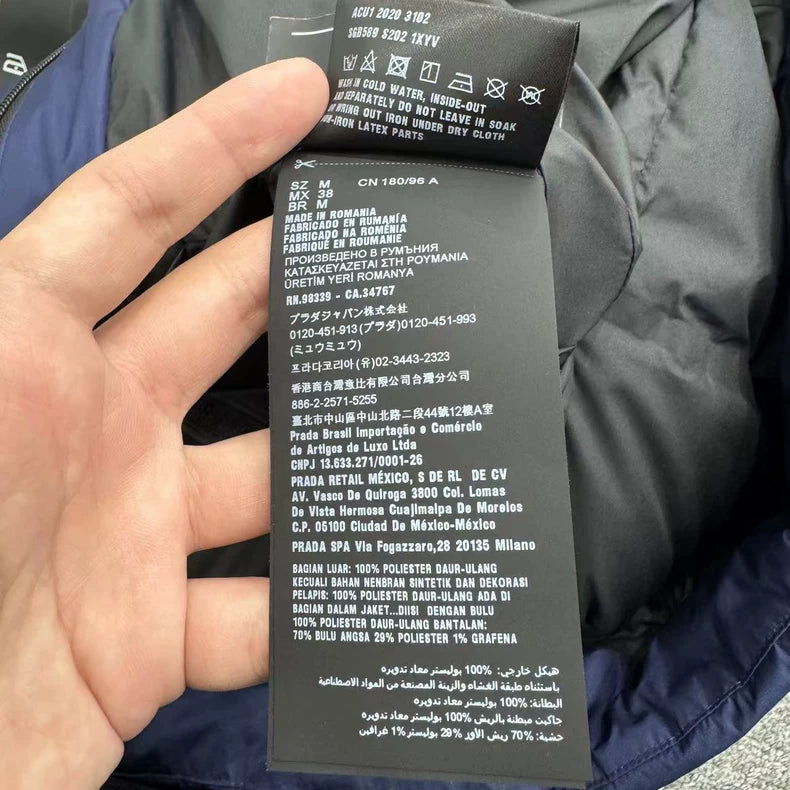 ACU1 2020 3102
SGB589 S202 1XYV
WASH IN COLD WATER, INSIDE-OUT
AND SEPARATELY DO NOT LEAVE IN SOAK
OR WRING OUT IRON UNDER DRY CLOTH
NON-IRON LATEX PARTS
SZ M CN 180/96 A
MX 38
BR M
MADE IN ROMANIA
FABRICADO EN RUMANÍA
FABRICADO NA ROMÊNIA
FABRIQUÉ EN ROUMANIE
ПРОИЗВЕДЕНО В РУМЪНИЯ
ΚΑΤΑΣΚΕΥΑΖΕΤΑΙ ΣΤΗ ΡΟΥΜΑΝΙΑ
ÜRETİM YERİ ROMANYA
RN.98339 - CA.34767
プラダジャパン株式会社
0120-451-913(プラダ)0120-451-993
(ミュウミュウ)
프라다코리아(유)02-3443-2323
香港商台灣普比有限公司台灣分公司
886-2-2571-5255
臺北市中山區中山北路二段44號12樓A室
Prada Brasil Importação e Comércio
de Artigos de Luxo Ltda
CNPJ 13.633.271/0001-26
PRADA RETAIL MÉXICO, S DE RL DE CV
AV. Vasco De Quiroga 3800 Col. Lomas
De Vista Hermosa Cuajimalpa De Morelos
C.P. 05100 Ciudad De México-México
PRADA SPA Via Fogazzaro,28 20135 Milano
BAGIAN LUAR: 100% POLIESTER DAUR-ULANG
KECUALI BAHAN NENBRAN SINTETIK DAN DEKORASI
PELAPIS: 100% POLIESTER DAUR-ULANG ADA DI
BAGIAN DALAM JAKET...DIISI DENGAN BULU
100% POLIESTER DAUR-ULANG BANTALAN:
70% BULU ANGSA 29% POLIESTER 1% GRAFENA
هيكل خارجي: 100% بوليستر معاد تدويره
باستثناء طبقة الغشاء والزينة المصنعة من المواد الاصطناعية
البطانة: 100% بوليستر معاد تدويره
جاكيت مبطنة بالريش 100% بوليستر معاد تدويره
حشية: 70% ريش الأوز 29% بوليستر 1% غرافين